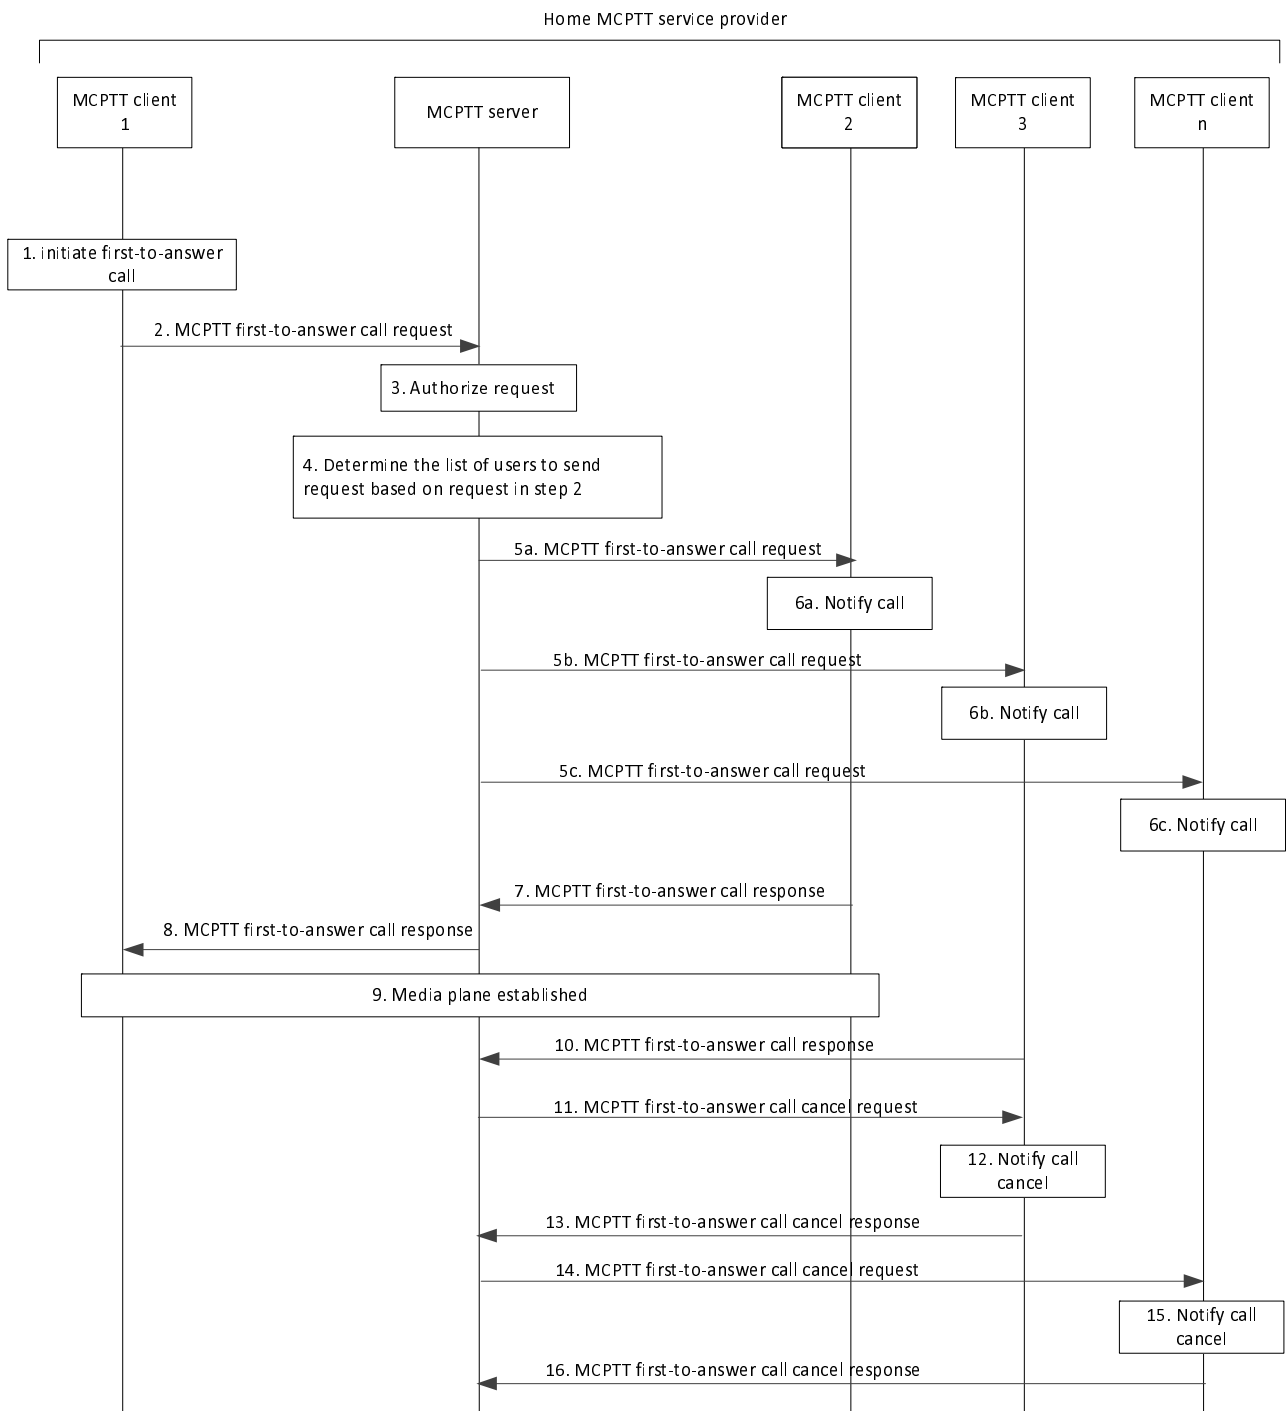 Home MCPTT service provider
MCPTT client
1
MCPTT server
MCPTT client
2
MCPTT client
3
MCPTT client
n
1. initiate first-to-answer
call
2. MCPTT first-to-answer call request
3. Authorize request
4. Determine the list of users to send
request based on request in step 2
5a. MCPTT first-to-answer call request
6a. Notify call
5b. MCPTT first-to-answer call request
6b. Notify call
5c. MCPTT first-to-answer call request
6c. Notify call
7. MCPTT first-to-answer call response
8. MCPTT first-to-answer call response
9. Media plane established
10. MCPTT first-to-answer call response
11. MCPTT first-to-answer call cancel request
12. Notify call
cancel
13. MCPTT first-to-answer call cancel response
14. MCPTT first-to-answer call cancel request
15. Notify call
cancel
16. MCPTT first-to-answer call cancel response